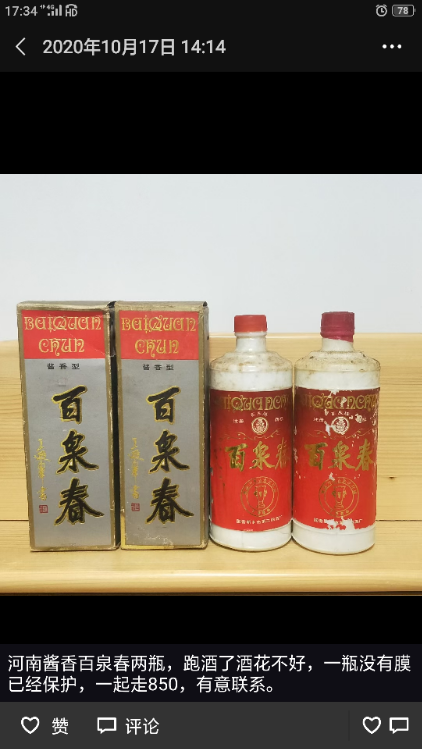 17:34
4G
HD
78
2020年10月17日 14:14
BAIQUAN
CHUN
酱香型
百泉春
BAIQUAN
CHUN
酱香型
百泉春
百泉春
百泉春
河南酱香百泉春两瓶，跑酒了酒花不好，一瓶没有膜
已经保护，一起走850，有意联系。
赞
评论